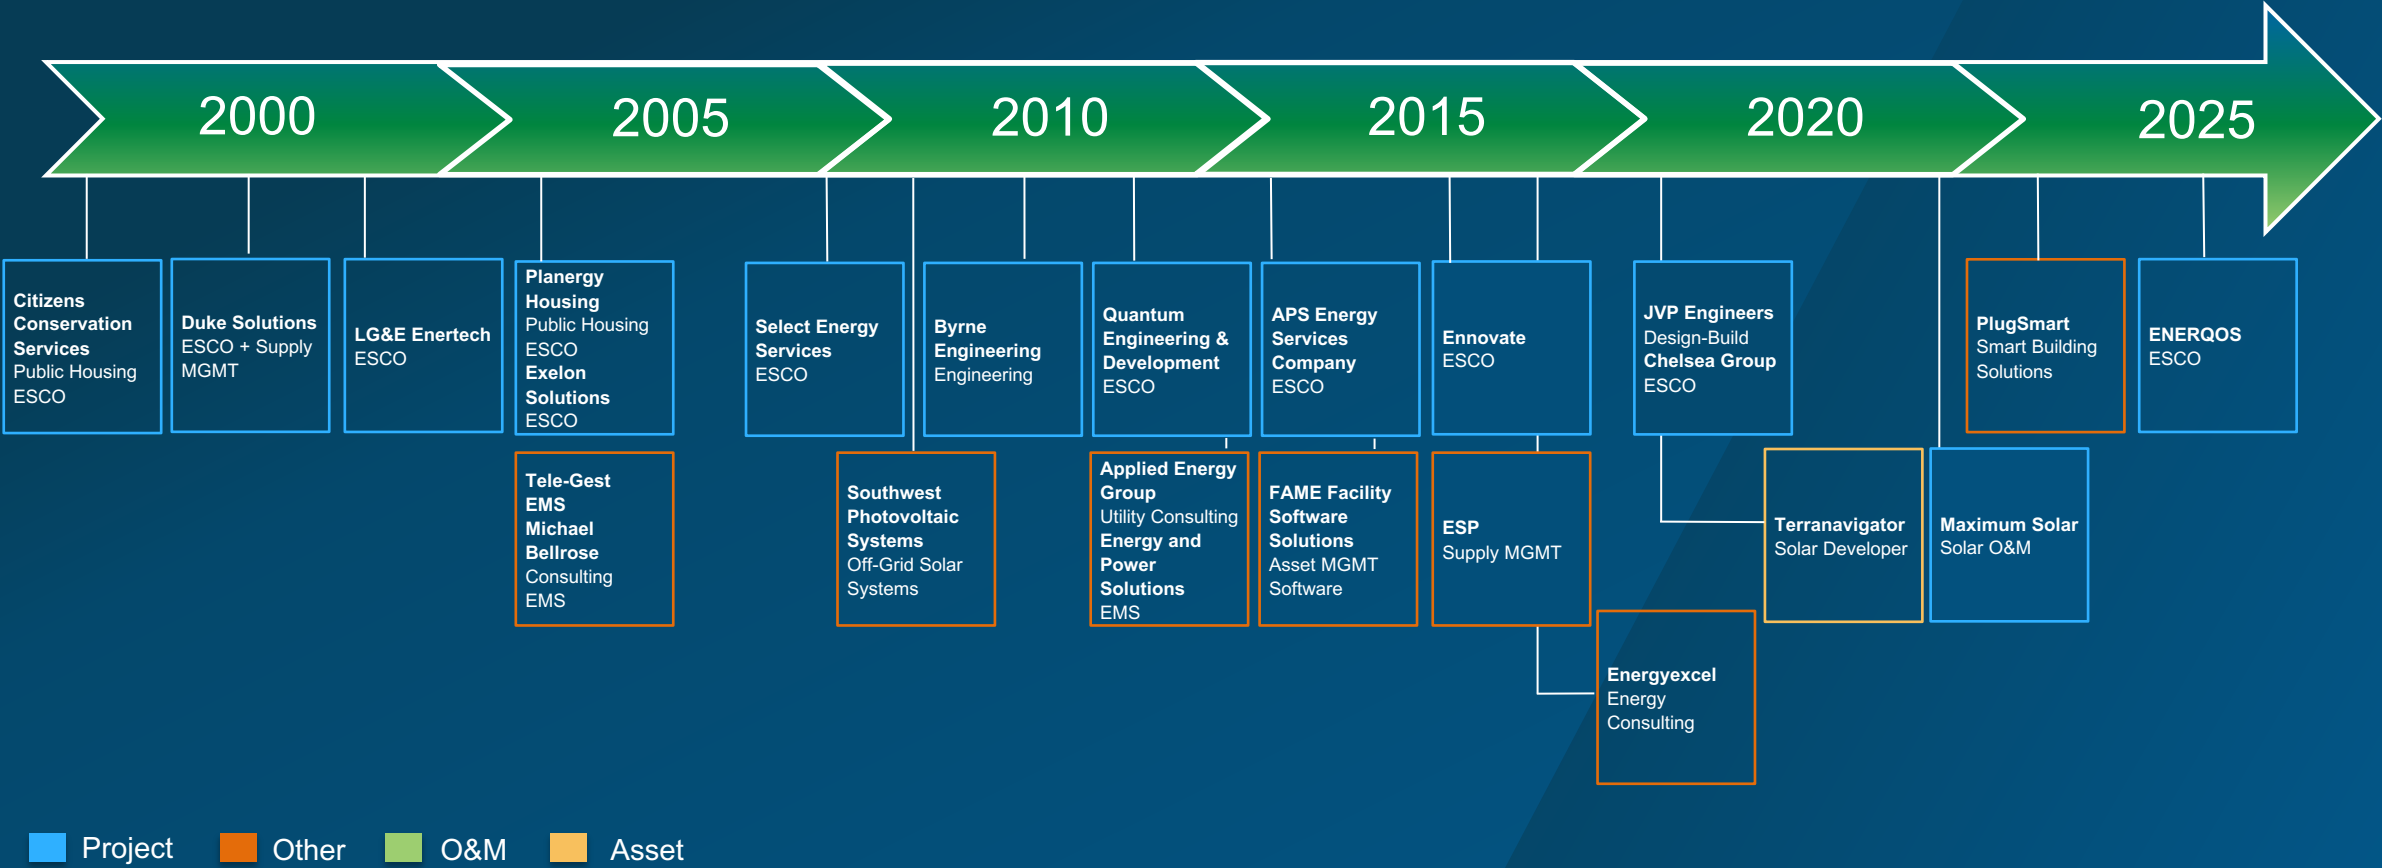 2000
2005
2010
2015
2020
2025
Citizens
Conservation
Services
Public Housing
ESCO
Duke Solutions
ESCO + Supply
MGMT
LG&E Enertech
ESCO
Planergy
Housing
Public Housing
ESCO
Exelon
Solutions
ESCO
Select Energy
Services
ESCO
Byrne
Engineering
Engineering
Quantum
Engineering &
Development
ESCO
APS Energy
Services
Company
ESCO
Ennovate
ESCO
JVP Engineers
Design-Build
Chelsea Group
ESCO
PlugSmart
Smart Building
Solutions
ENERQOS
ESCO
Tele-Gest
EMS
Michael
Bellrose
Consulting
EMS
Southwest
Photovoltaic
Systems
Off-Grid Solar
Systems
Applied Energy
Group
Utility Consulting
Energy and
Power
Solutions
EMS
FAME Facility
Software
Solutions
Asset MGMT
Software
ESP
Supply MGMT
Terranavigator
Solar Developer
Maximum Solar
Solar O&M
Energyexcel
Energy
Consulting
Project
Other
O&M
Asset